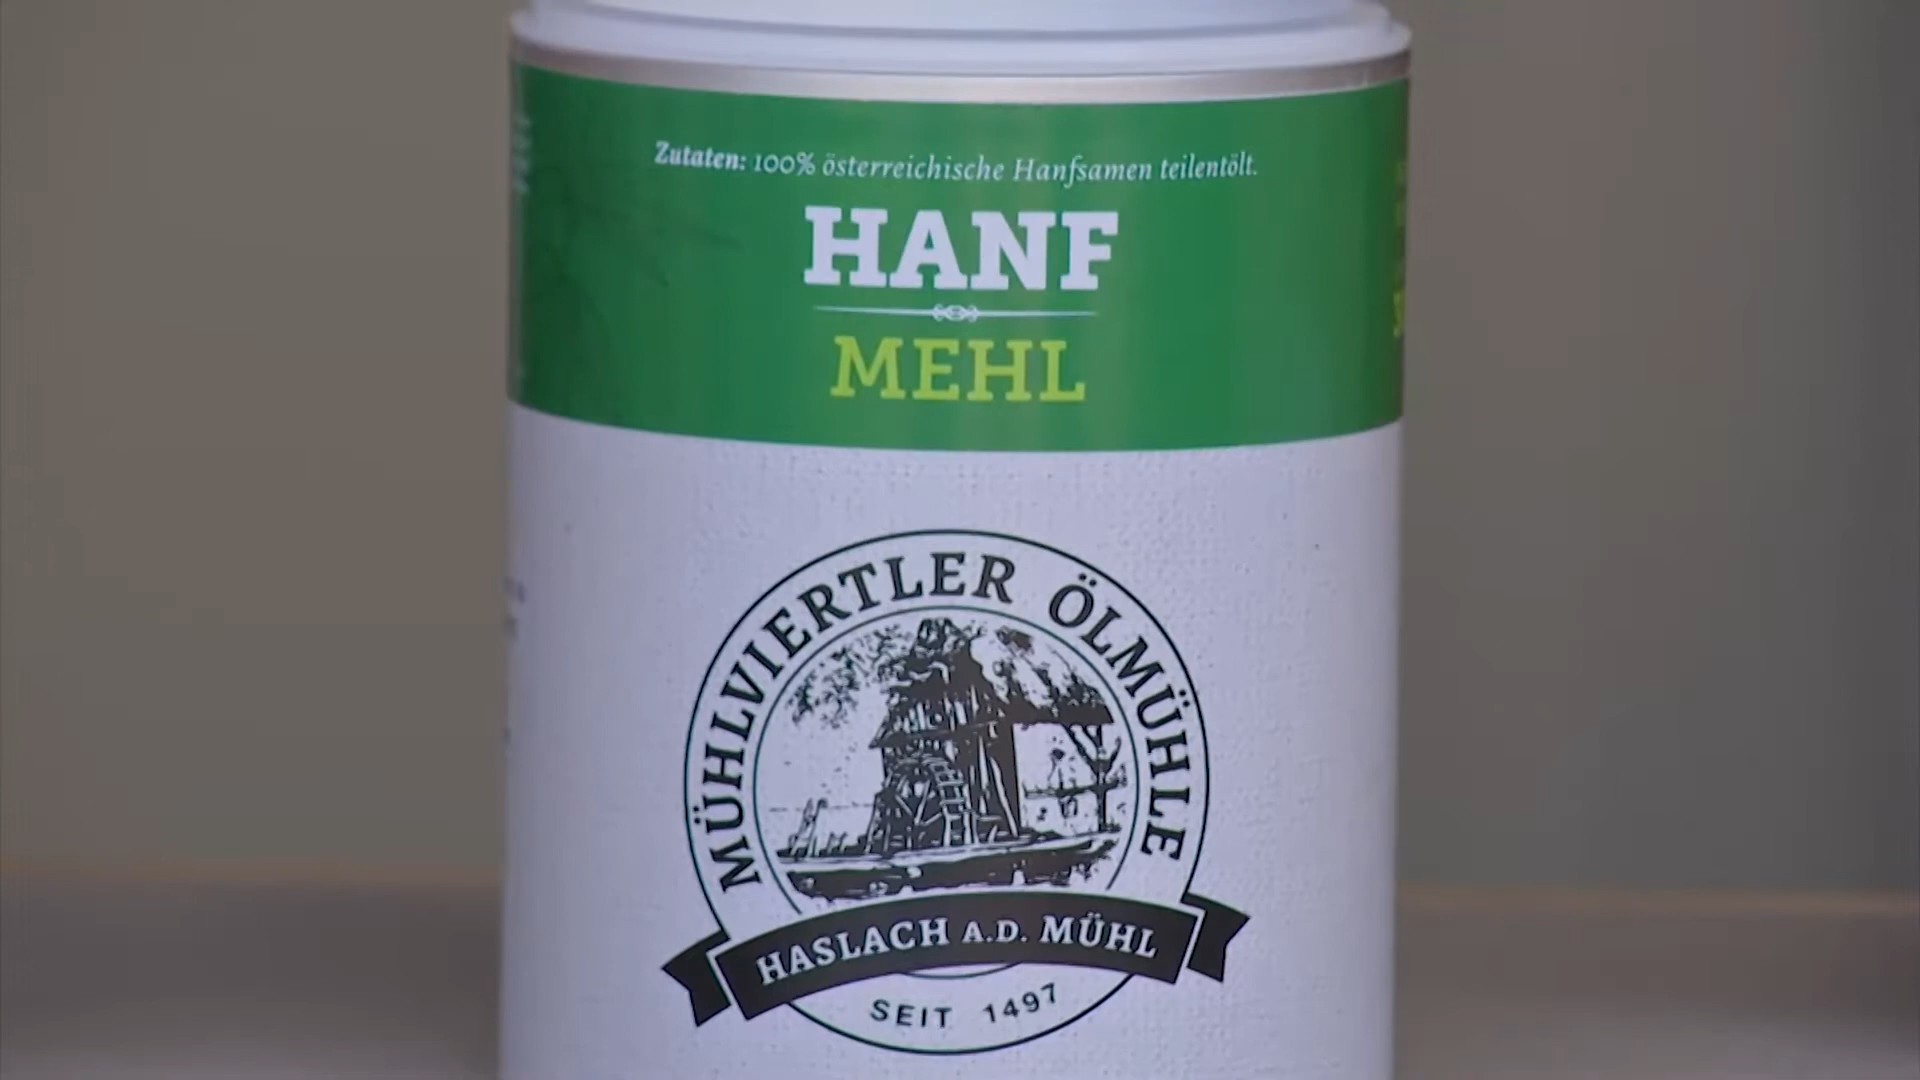 Zutaten: 100% österreichische Hanfsamen teilentölt.
HANF
MEHL
MÜHLVIERTLER ÖLMÜHLE
HASLACH A.D. MÜHL
SEIT 1497